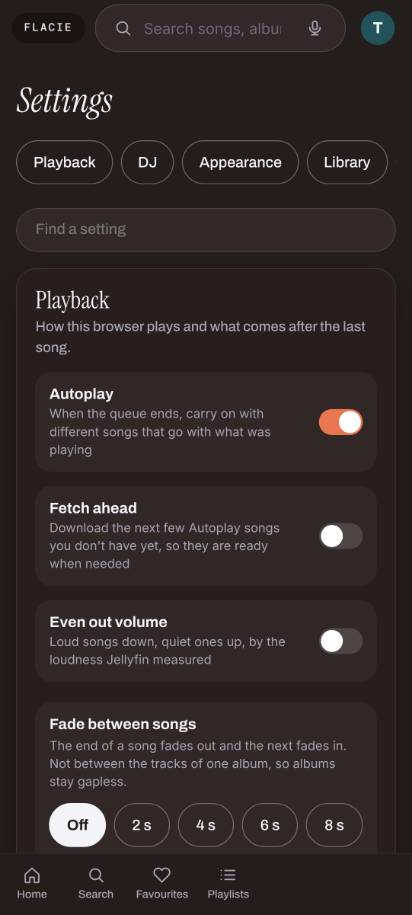 FLACIE
Search songs, albu
T
Settings
Playback
DJ
Appearance
Library
Find a setting
Playback
How this browser plays and what comes after the last
song.
Autoplay
When the queue ends, carry on with
different songs that go with what was
playing
Fetch ahead
Download the next few Autoplay songs
you don't have yet, so they are ready
when needed
Even out volume
Loud songs down, quiet ones up, by the
loudness Jellyfin measured
Fade between songs
The end of a song fades out and the next fades in.
Not between the tracks of one album, so albums
stay gapless.
Off
2 s
4 s
6 s
8 s
Home
Search
Favourites
Playlists